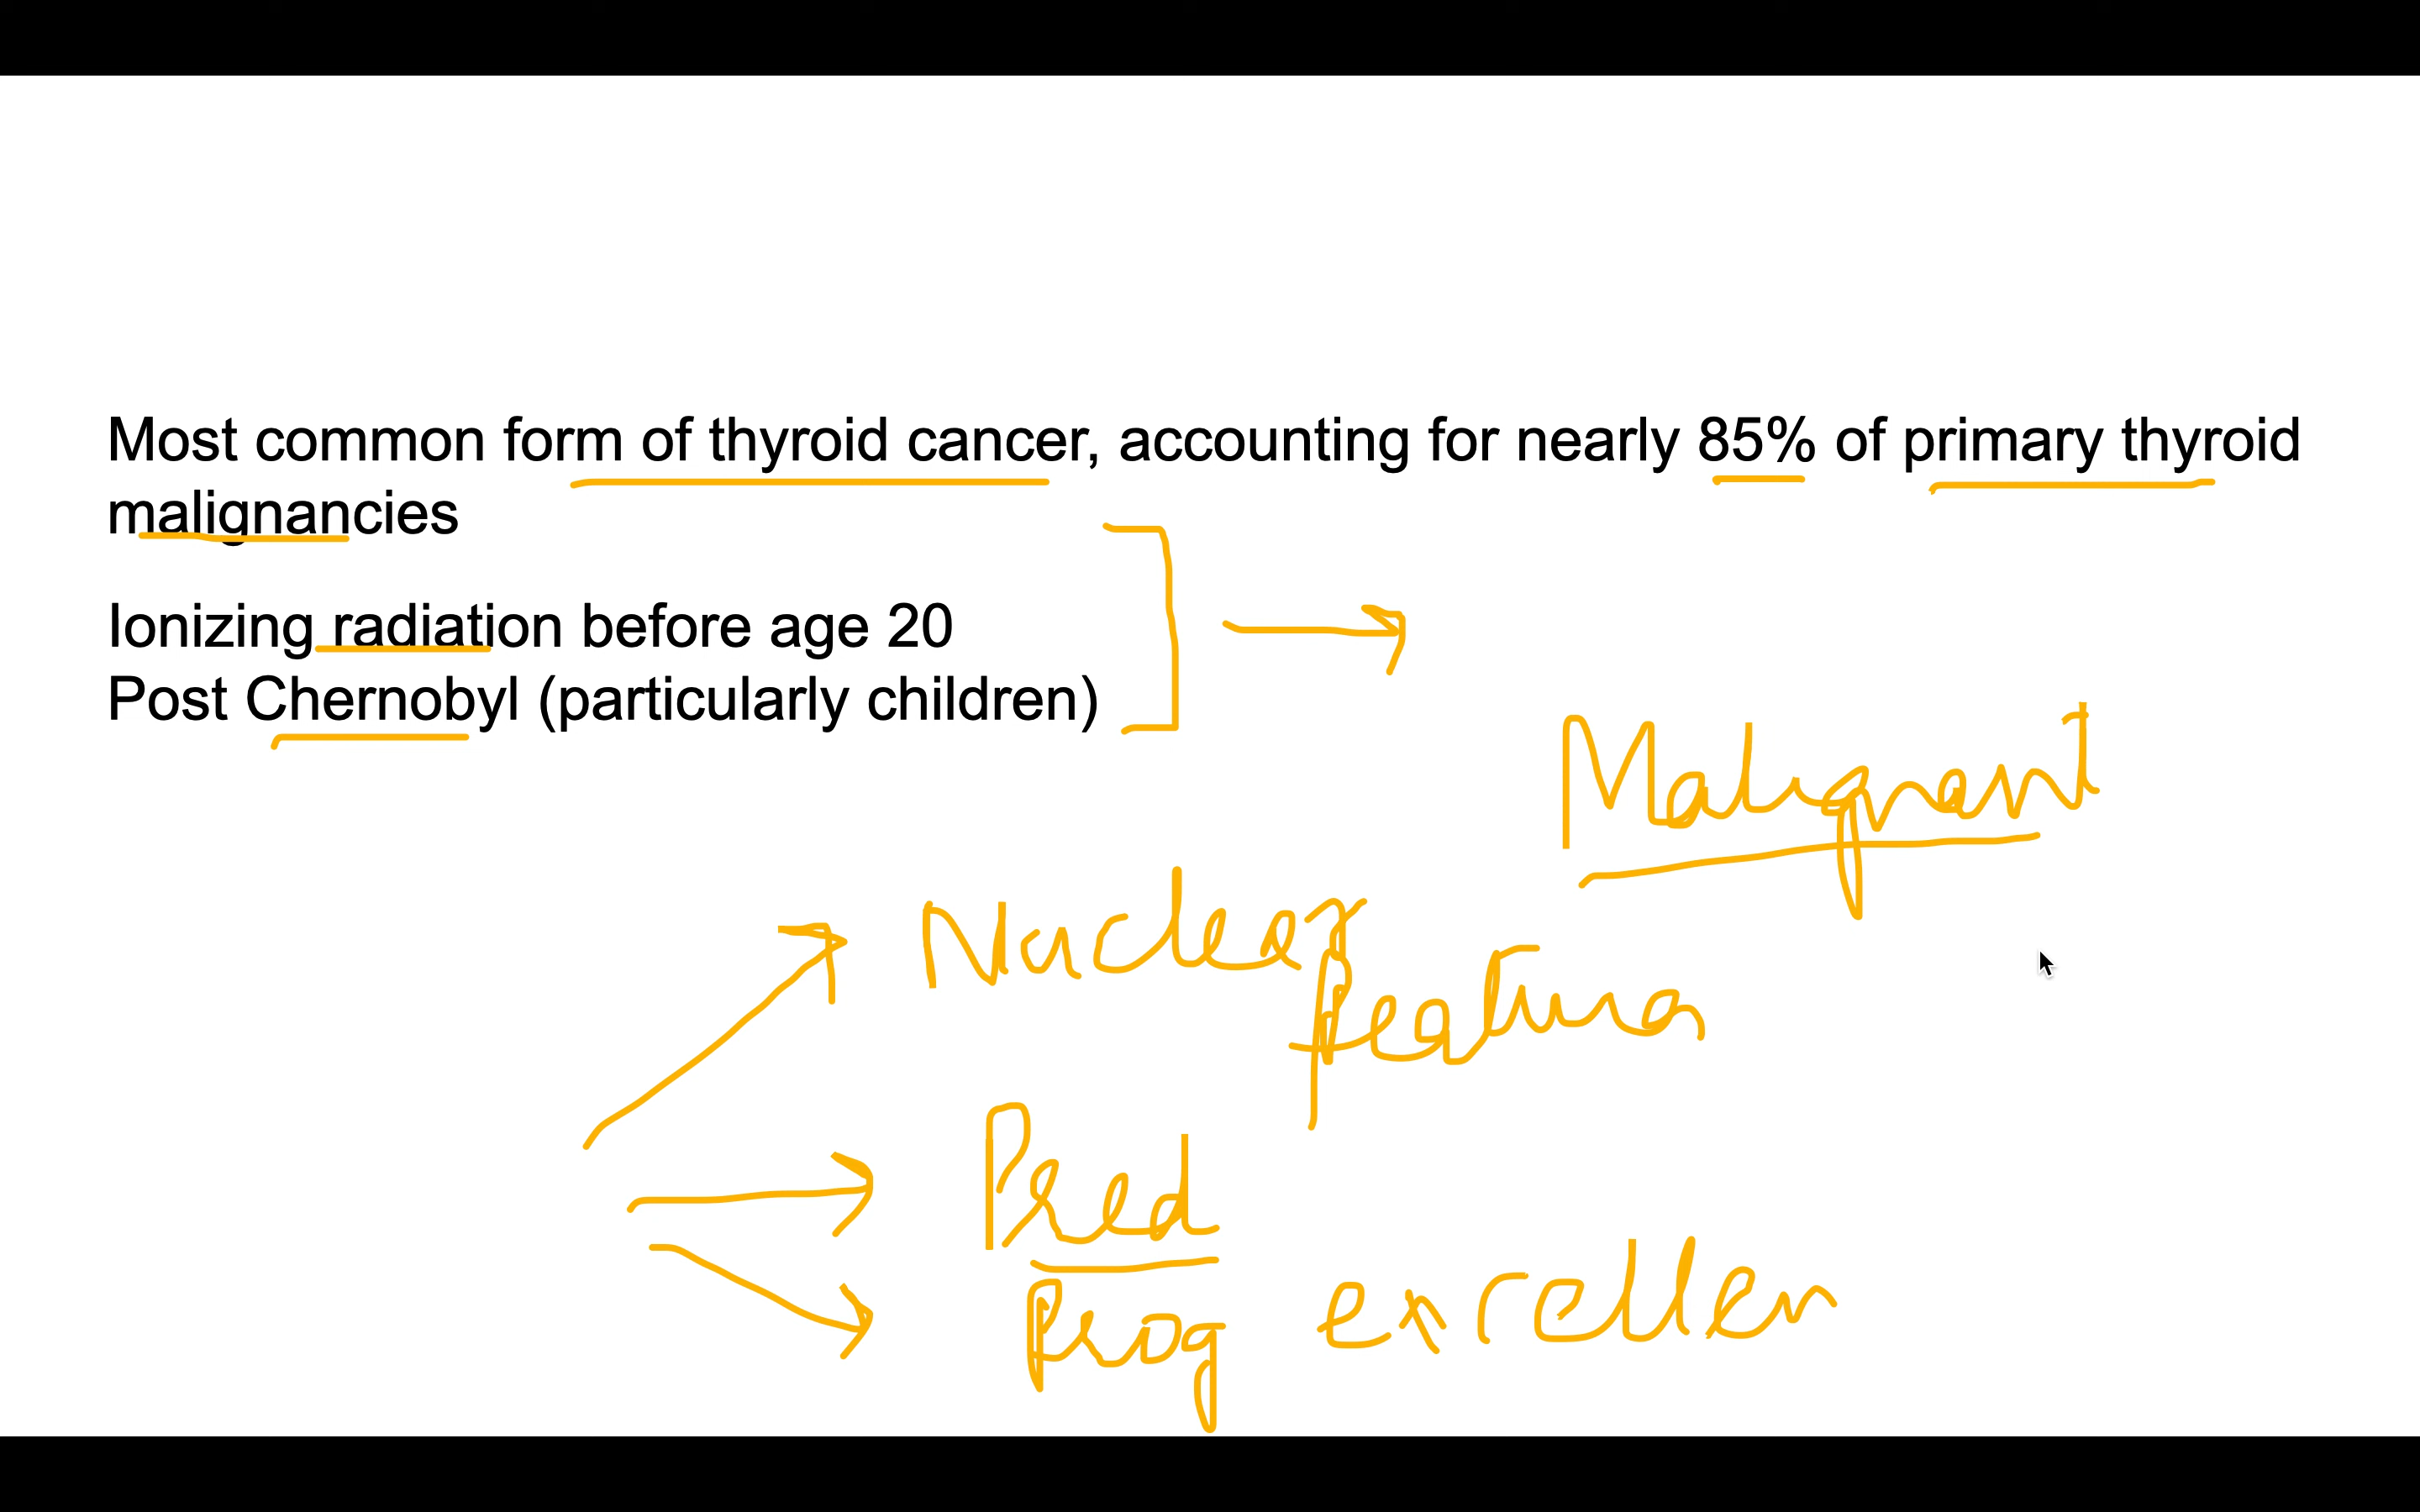 Most common form of thyroid cancer, accounting for nearly 85% of primary thyroid
malignancies
Ionizing radiation before age 20
Post Chernobyl (particularly children)
Malignant
Nuclear
features
Prog excellen